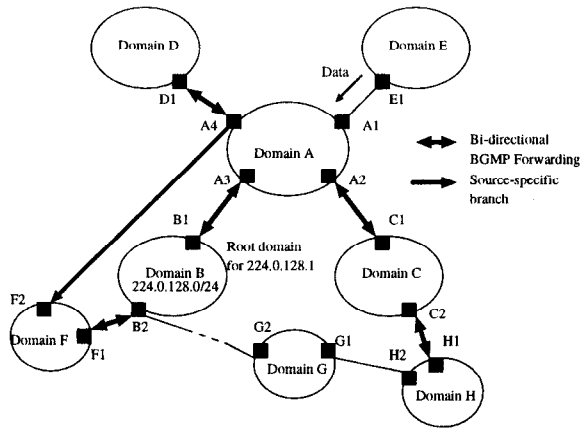 Domain D
Domain E
Data
D1
E1
A4
A1
Domain A
Bi-directional
BGMP Forwarding
A3
A2
Source-specific
branch
B1
C1
Root domain
for 224.0.128.1
Domain B
224.0.128.0/24
Domain C
F2
B2
C2
Domain F
F1
G2
G1
H1
H2
Domain G
Domain H